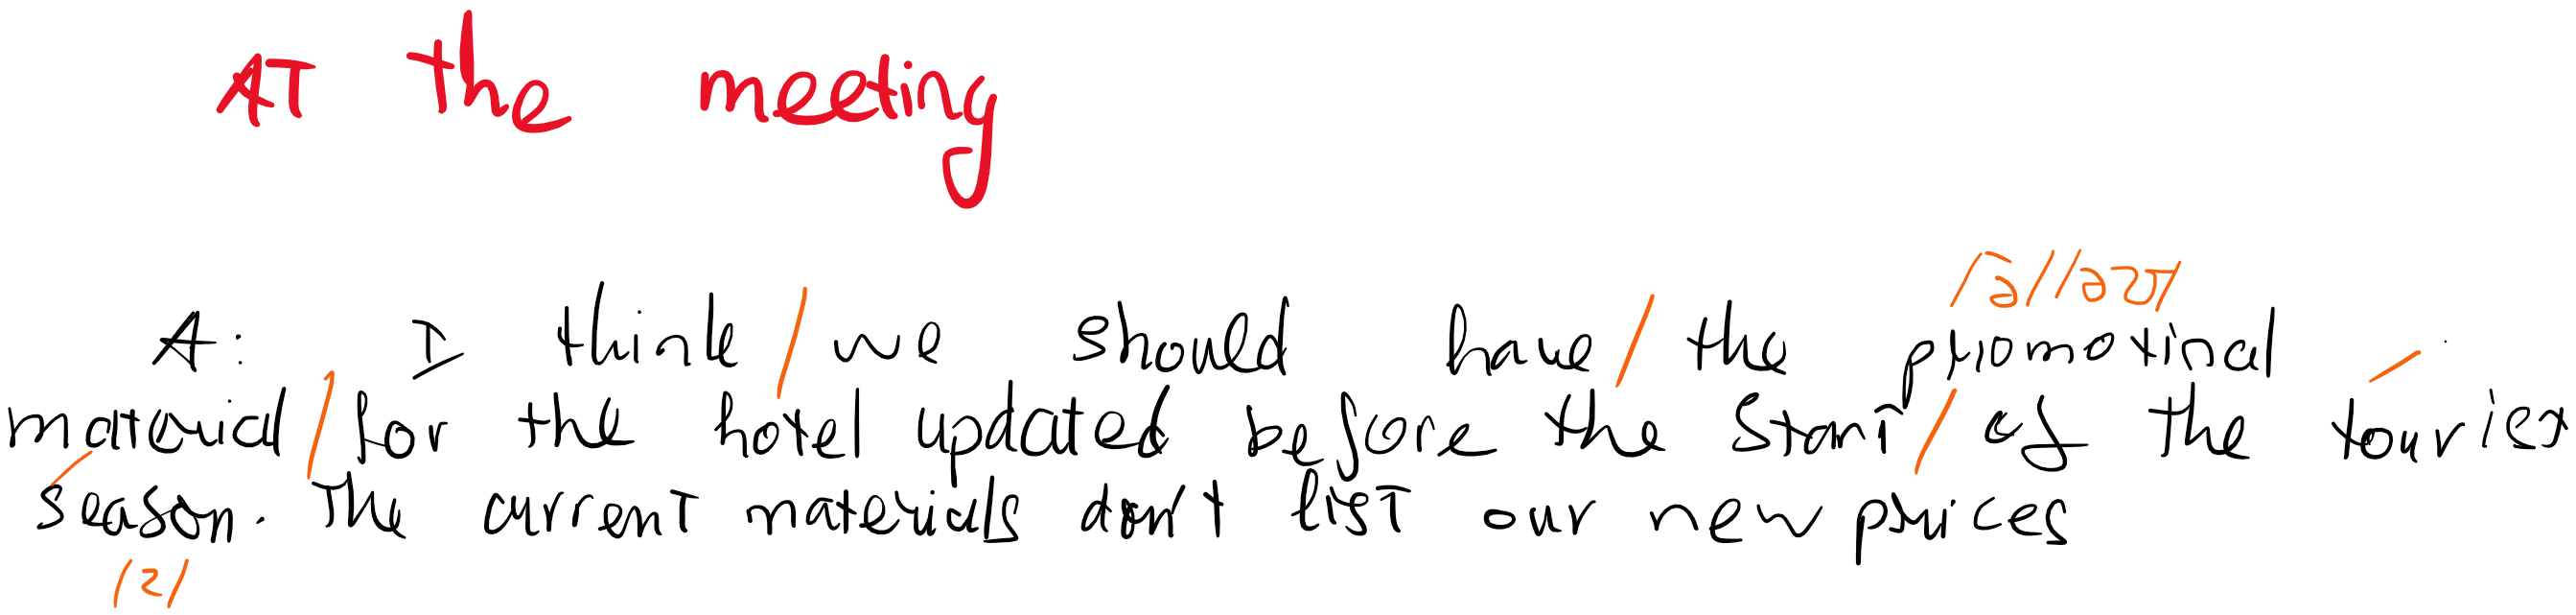 AT the meeting
/ə//əʊ/
A: I think / we should have / the promotinal
material / for the hotel updated before the start / of the tourist
season. The current materials don't list our new prices
/z/